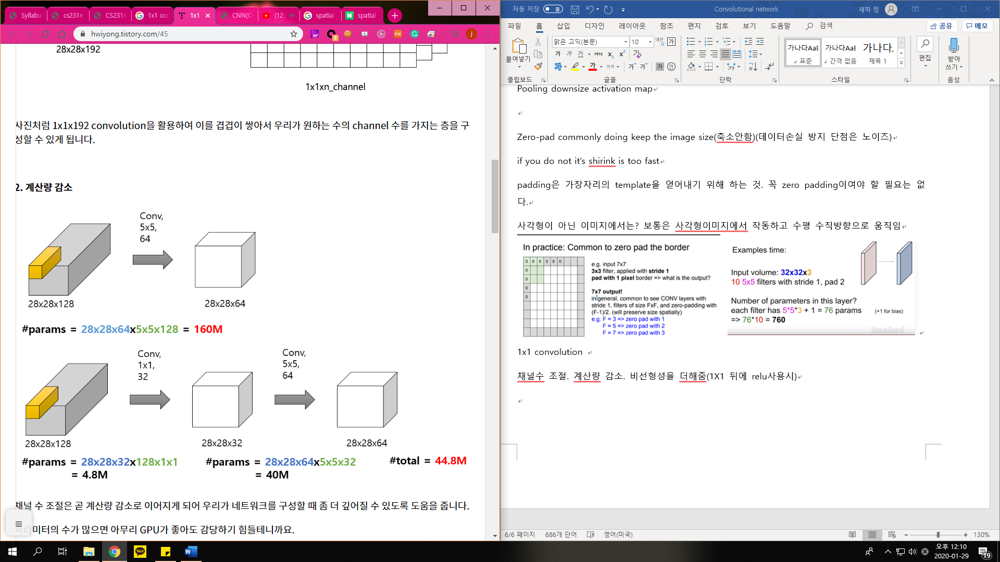 Syllabu
cs231n
CS231n
1x1 con
1x1
CNN(Co
(12)
spatial
spatial
hwiyong.tistory.com/45
28x28x192
1x1xn_channel
사진처럼 1x1x192 convolution을 활용하여 이를 겹겹이 쌓아서 우리가 원하는 수의 channel 수를 가지는 층을 구
성할 수 있게 됩니다.
2. 계산량 감소
Conv,
5x5,
64
28x28x128
28x28x64
#params = 28x28x64x5x5x128 = 160M
Conv,
1x1,
32
Conv,
5x5,
64
28x28x128
28x28x32
28x28x64
#params = 28x28x32x128x1x1
= 4.8M
#params = 28x28x64x5x5x32
= 40M
#total = 44.8M
채널 수 조절은 곧 계산량 감소로 이어지게 되어 우리가 네트워크를 구성할 때 좀 더 깊어질 수 있도록 도움을 줍니다.
파라미터의 수가 많으면 아무리 GPU가 좋아도 감당하기 힘들테니까요.
자동 저장 끔
Convolutional network
새하 정
파일 홈 삽입 디자인 레이아웃 참조 편지 검토 보기 도움말 검색
공유 메모
붙여넣기
클립보드
맑은 고딕(본문) 10
글꼴
단락
가나다AaE 가나다AaE 가나다
표준 간격 없음 제목 1
스타일
편집
받아
쓰기
음성
Pooling downsize activation map
Zero-pad commonly doing keep the image size(축소안함)(데이터손실 방지 단점은 노이즈)
if you do not it's shirink is too fast
padding은 가장자리의 template을 얻어내기 위해 하는 것. 꼭 zero padding이여야 할 필요는 없
다.
사각형이 아닌 이미지에서는? 보통은 사각형이미지에서 작동하고 수평 수직방향으로 움직임
In practice: Common to zero pad the border
0 0 0 0 0 0
0
0
0
0
e.g. input 7x7
3x3 filter, applied with stride 1
pad with 1 pixel border => what is the output?
7x7 output!
in general, common to see CONV layers with
stride 1, filters of size FxF, and zero-padding with
(F-1)/2. (will preserve size spatially)
e.g. F = 3 => zero pad with 1
F = 5 => zero pad with 2
F = 7 => zero pad with 3
Examples time:
Input volume: 32x32x3
10 5x5 filters with stride 1, pad 2
Number of parameters in this layer?
each filter has 5*5*3 + 1 = 76 params (+1 for bias)
=> 76*10 = 760
Stanford
1x1 convolution
채널수 조절. 계산량 감소. 비선형성을 더해줌(1X1 뒤에 relu사용시)
6/6 페이지 686개 단어 영어(미국)
130%
오후 12:10
2020-01-29
19